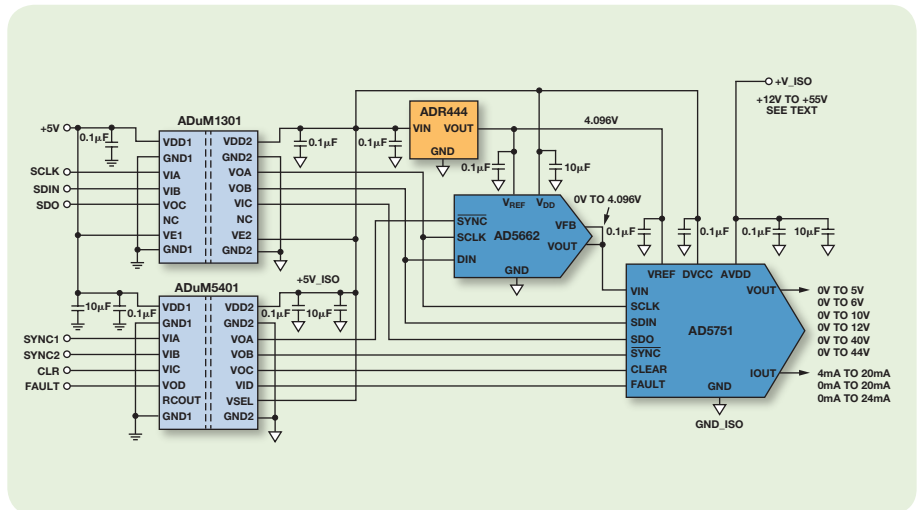 +V_ISO
+12V TO +55V
SEE TEXT
ADuM1301
+5V
0.1μF
VDD1
GND1
VIA
VIB
VOC
NC
VE1
GND1
VDD2
GND2
VOA
VOB
VIC
NC
VE2
GND2
SCLK
SDIN
SDO
0.1μF
0.1μF
ADR444
VIN
VOUT
GND
4.096V
0.1μF
10μF
VREF
VDD
0V TO 4.096V
SYNC
SCLK
DIN
AD5662
VFB
VOUT
GND
0.1μF
0.1μF
0.1μF
10μF
ADuM5401
10μF
0.1μF
VDD1
GND1
VIA
VIB
VIC
VOD
RCOUT
GND1
VDD2
GND2
VOA
VOB
VOC
VID
VSEL
GND2
+5V_ISO
0.1μF
10μF
SYNC1
SYNC2
CLR
FAULT
VREF
DVCC
AVDD
VIN
SCLK
SDIN
SDO
SYNC
CLEAR
FAULT
AD5751
VOUT
IOUT
GND
GND_ISO
0V TO 5V
0V TO 6V
0V TO 10V
0V TO 12V
0V TO 40V
0V TO 44V
4mA TO 20mA
0mA TO 20mA
0mA TO 24mA